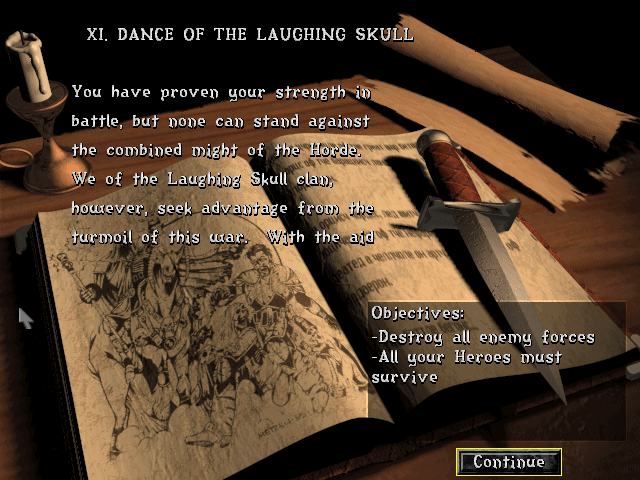 XI. DANCE OF THE LAUGHING SKULL
You have proven your strength in
battle, but none can stand against
the combined might of the Horde.
We of the Laughing Skull clan,
however, seek advantage from the
turmoil of this war.  With the aid
Objectives:
-Destroy all enemy forces
-All your Heroes must
survive
Continue